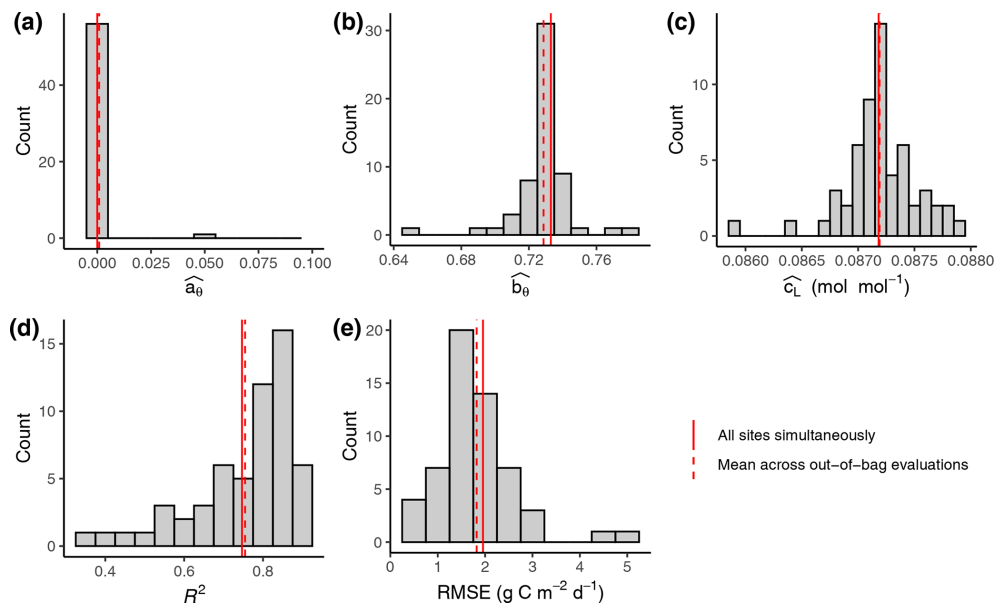 (a)
Count
40
20
0
0.000 0.025 0.050 0.075 0.100
âθ
(b)
Count
30
20
10
0
0.64 0.68 0.72 0.76
b̂θ
(c)
Count
10
5
0
0.0860 0.0865 0.0870 0.0875 0.0880
ĉL (mol mol⁻¹)
(d)
Count
15
10
5
0
0.4 0.6 0.8
R²
(e)
Count
20
15
10
5
0
0 1 2 3 4 5
RMSE (g C m⁻² d⁻¹)
All sites simultaneously
Mean across out−of−bag evaluations